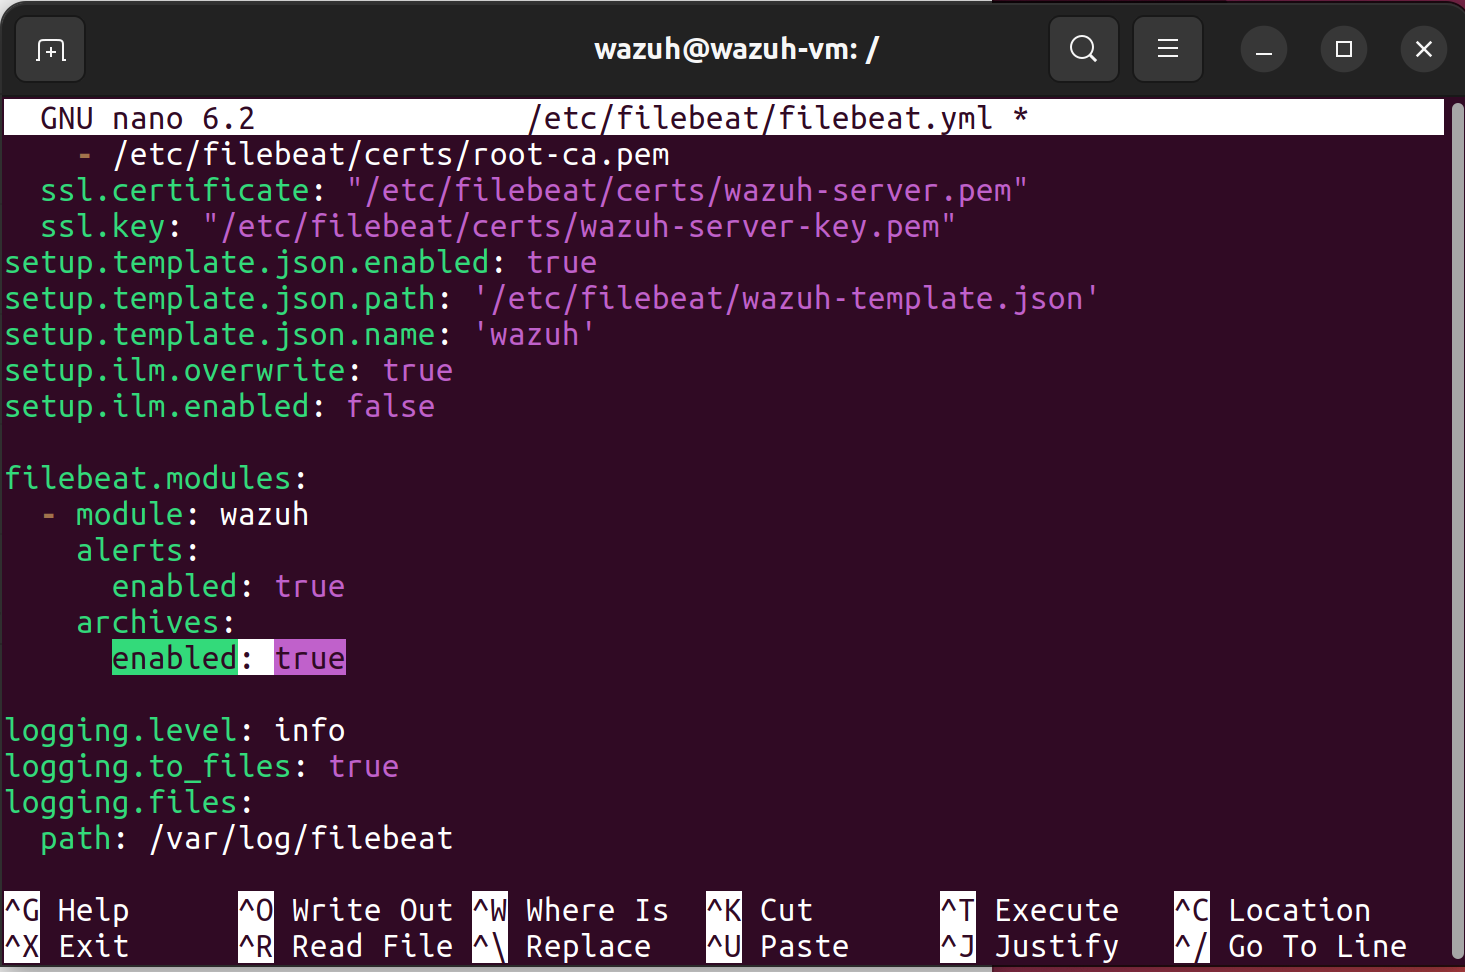 wazuh@wazuh-vm: /
GNU nano 6.2 /etc/filebeat/filebeat.yml *
    - /etc/filebeat/certs/root-ca.pem
  ssl.certificate: "/etc/filebeat/certs/wazuh-server.pem"
  ssl.key: "/etc/filebeat/certs/wazuh-server-key.pem"
setup.template.json.enabled: true
setup.template.json.path: '/etc/filebeat/wazuh-template.json'
setup.template.json.name: 'wazuh'
setup.ilm.overwrite: true
setup.ilm.enabled: false
filebeat.modules:
  - module: wazuh
    alerts:
      enabled: true
    archives:
      enabled: true
logging.level: info
logging.to_files: true
logging.files:
  path: /var/log/filebeat
^G Help ^O Write Out ^W Where Is ^K Cut ^T Execute ^C Location
^X Exit ^R Read File ^\ Replace ^U Paste ^J Justify ^/ Go To Line